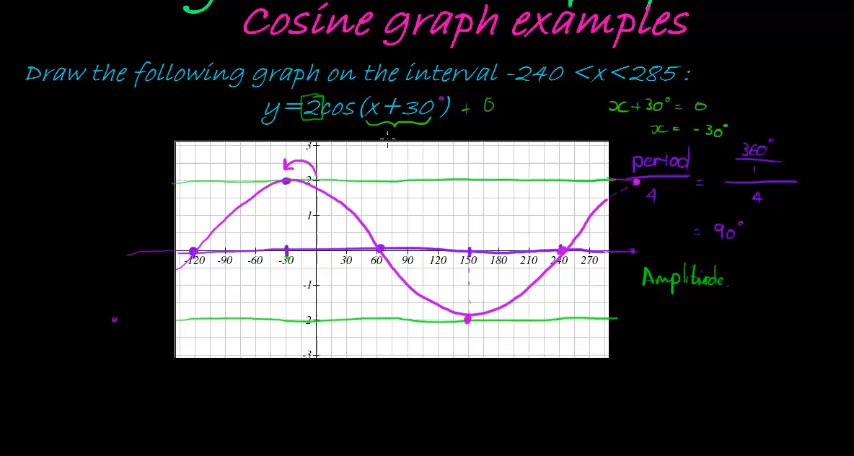 Cosine graph examples
Draw the following graph on the interval -240 <x<285 :
y=2cos(x+30°) + 0
x+30° = 0
x = -30°
period/4 = 360°/1/4
= 90°
Amplitude.
3
2
1
-120 -90 -60 -30 30 60 90 120 150 180 210 240 270
-1
-2
-3